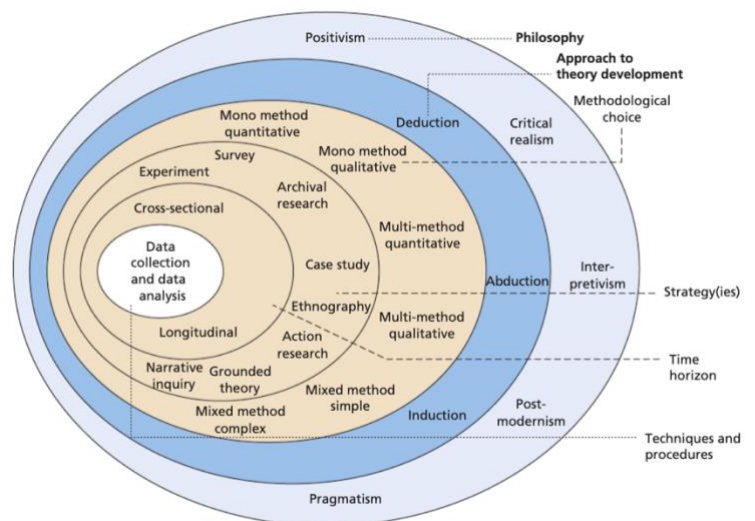 Positivism
Philosophy
Approach to
theory development
Methodological
choice
Mono method
quantitative
Deduction
Critical
realism
Survey
Mono method
qualitative
Experiment
Archival
research
Cross-sectional
Multi-method
quantitative
Data
collection
and data
analysis
Case study
Inter-
pretivism
Abduction
Strategy(ies)
Ethnography
Multi-method
qualitative
Longitudinal
Action
research
Time
horizon
Narrative
inquiry
Grounded
theory
Mixed method
simple
Mixed method
complex
Induction
Post-
modernism
Techniques and
procedures
Pragmatism